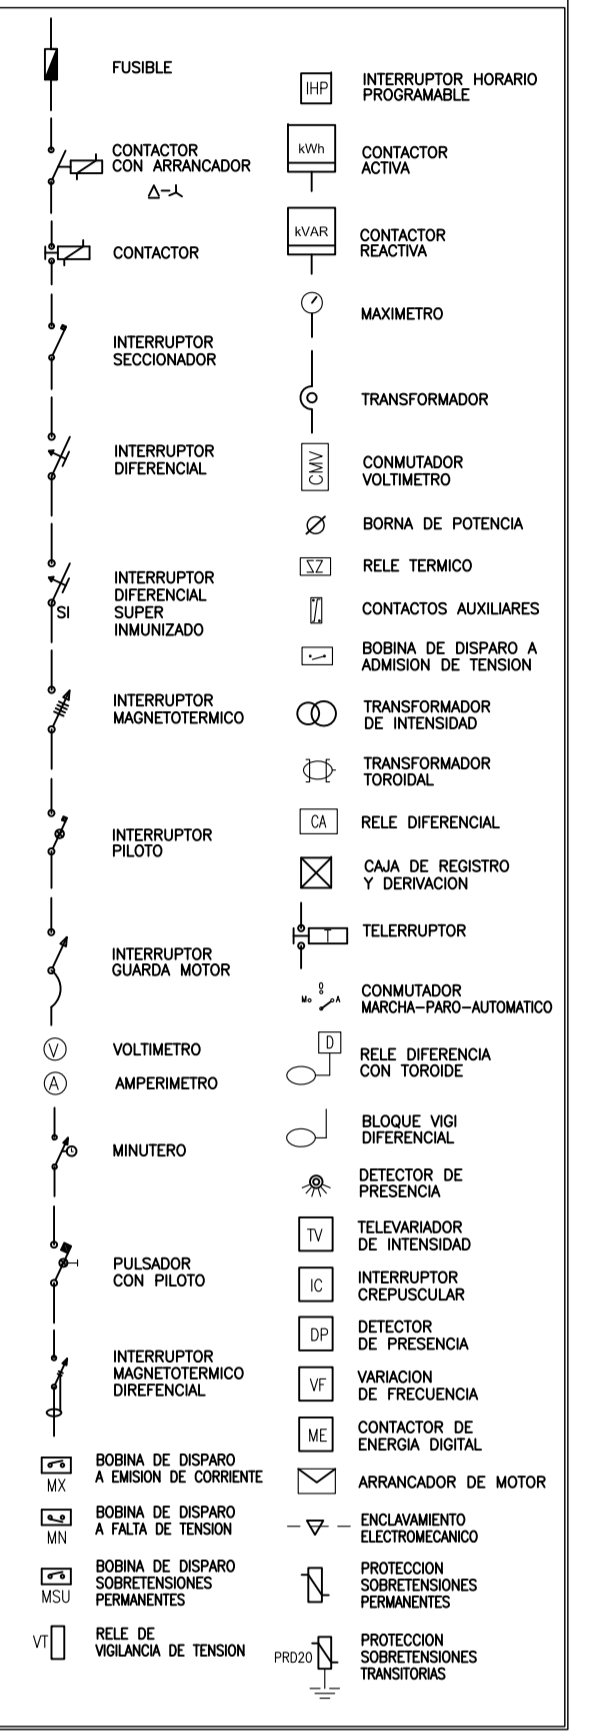 FUSIBLE
CONTACTOR
CON ARRANCADOR
CONTACTOR
INTERRUPTOR
SECCIONADOR
INTERRUPTOR
DIFERENCIAL
SI
INTERRUPTOR
DIFERENCIAL
SUPER
INMUNIZADO
INTERRUPTOR
MAGNETOTERMICO
INTERRUPTOR
PILOTO
INTERRUPTOR
GUARDA MOTOR
V
VOLTIMETRO
A
AMPERIMETRO
MINUTERO
PULSADOR
CON PILOTO
INTERRUPTOR
MAGNETOTERMICO
DIREFENCIAL
MX
BOBINA DE DISPARO
A EMISION DE CORRIENTE
MN
BOBINA DE DISPARO
A FALTA DE TENSION
MSU
BOBINA DE DISPARO
SOBRETENSIONES
PERMANENTES
VT
RELE DE
VIGILANCIA DE TENSION
IHP
INTERRUPTOR HORARIO
PROGRAMABLE
kWh
CONTACTOR
ACTIVA
kVAR
CONTACTOR
REACTIVA
MAXIMETRO
TRANSFORMADOR
CMV
CONMUTADOR
VOLTIMETRO
BORNA DE POTENCIA
RELE TERMICO
CONTACTOS AUXILIARES
BOBINA DE DISPARO A
ADMISION DE TENSION
TRANSFORMADOR
DE INTENSIDAD
TRANSFORMADOR
TOROIDAL
CA
RELE DIFERENCIAL
CAJA DE REGISTRO
Y DERIVACION
T
TELERRUPTOR
0
M A
CONMUTADOR
MARCHA-PARO-AUTOMATICO
D
RELE DIFERENCIA
CON TOROIDE
BLOQUE VIGI
DIFERENCIAL
DETECTOR DE
PRESENCIA
TV
TELEVARIADOR
DE INTENSIDAD
IC
INTERRUPTOR
CREPUSCULAR
DP
DETECTOR
DE PRESENCIA
VF
VARIACION
DE FRECUENCIA
ME
CONTACTOR DE
ENERGIA DIGITAL
ARRANCADOR DE MOTOR
ENCLAVAMIENTO
ELECTROMECANICO
PROTECCION
SOBRETENSIONES
PERMANENTES
PRD20
PROTECCION
SOBRETENSIONES
TRANSITORIAS